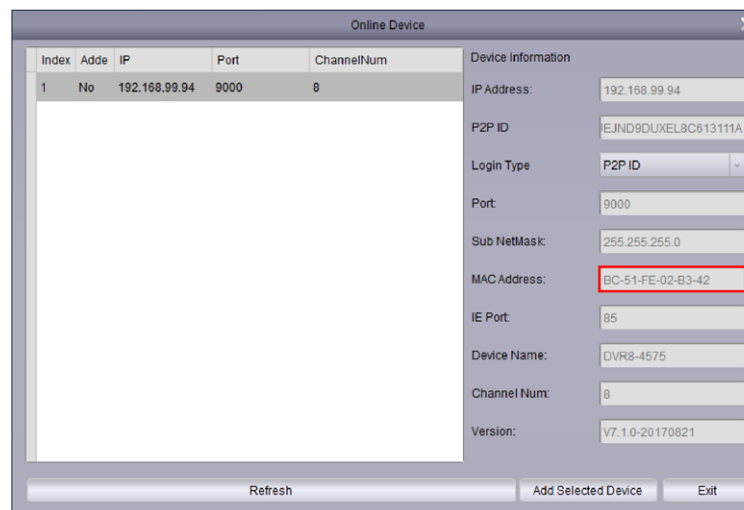 Online Device
Index Adde IP Port ChannelNum
1 No 192.168.99.94 9000 8
Device Information
IP Address: 192.168.99.94
P2P ID EJND9DUXEL8C613111A
Login Type P2P ID
Port: 9000
Sub NetMask: 255.255.255.0
MAC Address: BC-51-FE-02-B3-42
IE Port: 85
Device Name: DVR8-4575
Channel Num: 8
Version: V7.1.0-20170821
Refresh Add Selected Device Exit